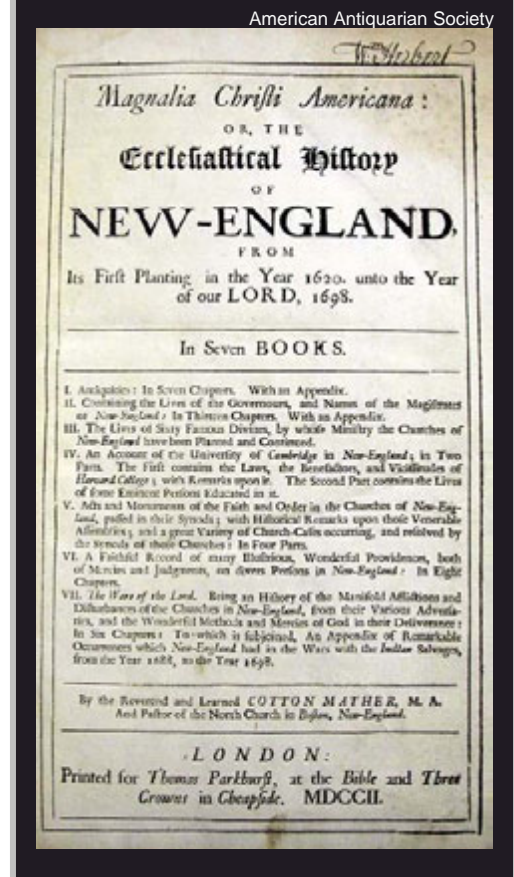 American Antiquarian Society
W. Herbert
Magnalia Chriſti Americana:
OR, THE
Eccleſiaſtical Hiſtory
OF
NEW-ENGLAND,
FROM
Its Firſt Planting in the Year 1620. unto the Year
of our LORD, 1698.
In Seven BOOKS.
I. Antiquities: In Seven Chapters. With an Appendix.
II. Containing the Lives of the Governours, and Names of the Magiſtrates
of New-England: In Thirteen Chapters. With an Appendix.
III. The Lives of Sixty Famous Divines, by whoſe Miniſtry the Churches of
New-England have been Planted and Continued.
IV. An Account of the Univerſity of Cambridge in New-England; in Two
Parts. The Firſt contains the Laws, the Benefactors, and Viciſſitudes of
Harvard College; with Remarks upon it. The Second Part contains the Lives
of ſome Eminent Perſons Educated in it.
V. Acts and Monuments of the Faith and Order in the Churches of New-Eng-
land, paſſed in their Synods; with Hiſtorical Remarks upon thoſe Venerable
Aſſemblies; and a great Variety of Church-Caſes occurring, and reſolved by
the Synods of thoſe Churches: In Four Parts.
VI. A Faithful Record of many Illuſtrious, Wonderful Providences, both
of Mercies and Judgments, on divers Perſons in New-England: In Eight
Chapters.
VII. The Wars of the Lord. Being an Hiſtory of the Manifold Afflictions and
Diſturbances of the Churches in New-England, from their Various Adverſa-
ries, and the Wonderful Methods and Mercies of God in their Deliverance:
In Six Chapters: To which is ſubjoined, An Appendix of Remarkable
Occurrences which New-England had in the Wars with the Indian Salvages,
from the Year 1688, to the Year 1698.
By the Reverend and Learned COTTON MATHER, M. A.
And Paſtor of the North Church in Boſton, New-England.
LONDON:
Printed for Thomas Parkhurſt, at the Bible and Three
Crowns in Cheapſide. MDCCII.